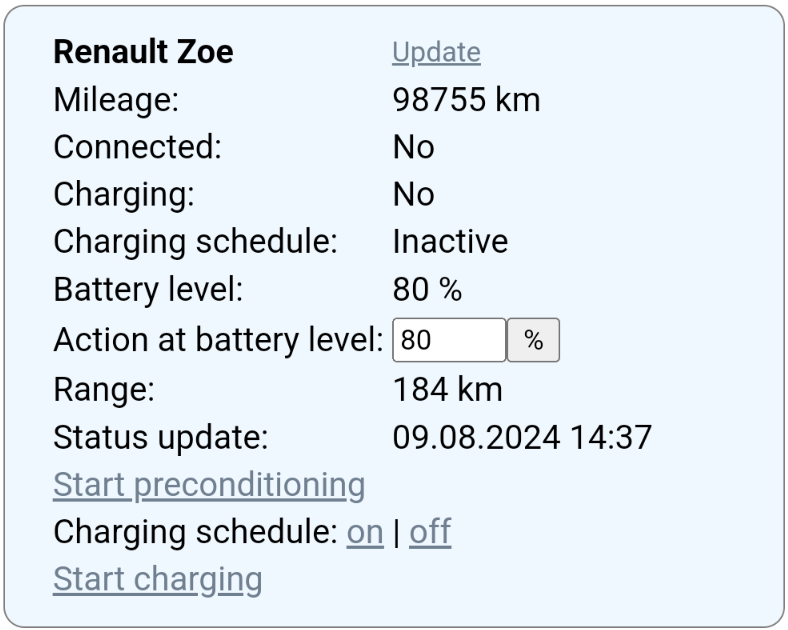 Renault Zoe Update
Mileage: 98755 km
Connected: No
Charging: No
Charging schedule: Inactive
Battery level: 80 %
Action at battery level: 80 %
Range: 184 km
Status update: 09.08.2024 14:37
Start preconditioning
Charging schedule: on | off
Start charging